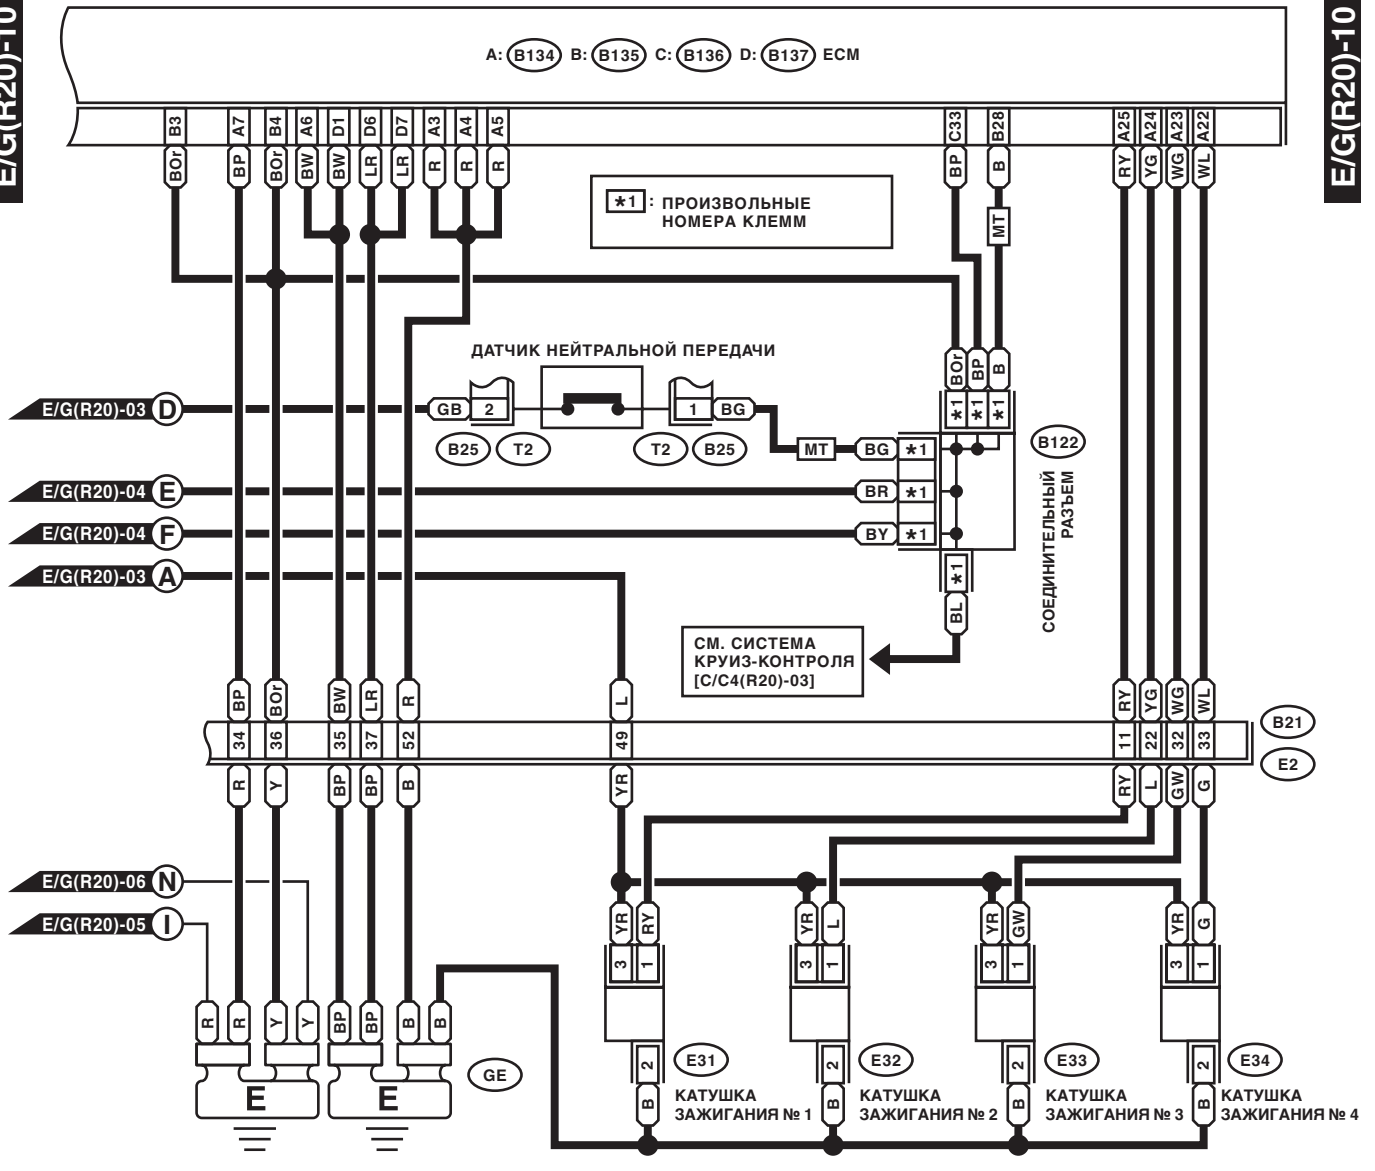 E/G(R20)-10
E/G(R20)-10
A: B134 B: B135 C: B136 D: B137 ECM
B3 A7 B4 A6 D1 D6 D7 A3 A4 A5 C33 B28 A25 A24 A23 A22
BOr BP BOr BW BW LR LR R R R BP B RY YG WG WL
*1 : ПРОИЗВОЛЬНЫЕ
НОМЕРА КЛЕММ
MT
ДАТЧИК НЕЙТРАЛЬНОЙ ПЕРЕДАЧИ
BOr BP B
*1 *1 *1
E/G(R20)-03 D
GB 2 1 BG
B25 T2 T2 B25
MT BG *1
B122
E/G(R20)-04 E
BR *1
E/G(R20)-04 F
BY *1
СОЕДИНИТЕЛЬНЫЙ
РАЗЪЕМ
E/G(R20)-03 A
*1
BL
СМ. СИСТЕМА
КРУИЗ-КОНТРОЛЯ
[C/C4(R20)-03]
BP BOr BW LR R L RY YG WG WL
34 36 35 37 52 49 11 22 32 33
B21
E2
R Y BP BP B YR RY L GW G
E/G(R20)-06 N
E/G(R20)-05 I
YR RY YR L YR GW YR G
3 1 3 1 3 1 3 1
R R Y Y BP BP B B
GE
E E
2 2 2 2
E31 E32 E33 E34
B B B B
КАТУШКА
ЗАЖИГАНИЯ № 1
КАТУШКА
ЗАЖИГАНИЯ № 2
КАТУШКА
ЗАЖИГАНИЯ № 3
КАТУШКА
ЗАЖИГАНИЯ № 4